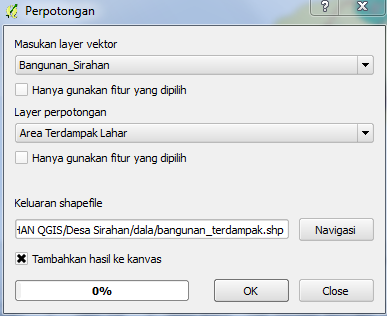 Perpotongan
?
Masukan layer vektor
Bangunan_Sirahan
Hanya gunakan fitur yang dipilih
Layer perpotongan
Area Terdampak Lahar
Hanya gunakan fitur yang dipilih
Keluaran shapefile
HAN QGIS/Desa Sirahan/dala/bangunan_terdampak.shp
Navigasi
Tambahkan hasil ke kanvas
0%
OK
Close